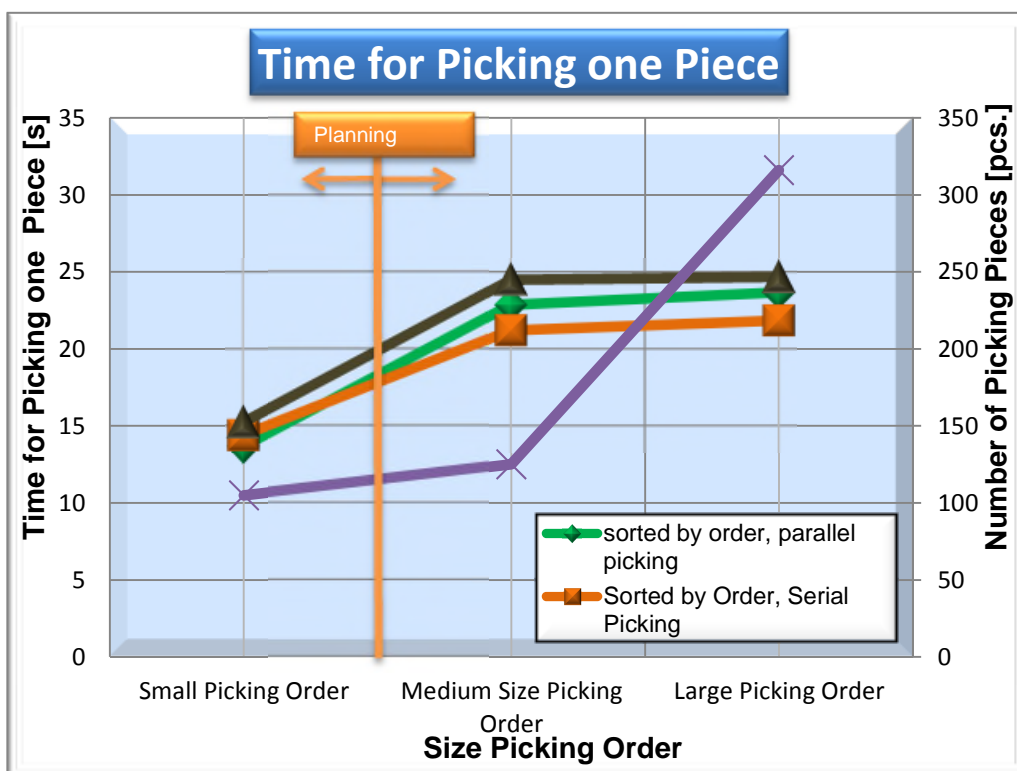 Time for Picking one Piece
Planning
Time for Picking one  Piece [s]
35
30
25
20
15
10
5
0
350
300
250
200
150
100
50
0
Number of Picking Pieces [pcs.]
sorted by order, parallel
picking
Sorted by Order, Serial
Picking
Small Picking Order
Medium Size Picking
Order
Large Picking Order
Size Picking Order